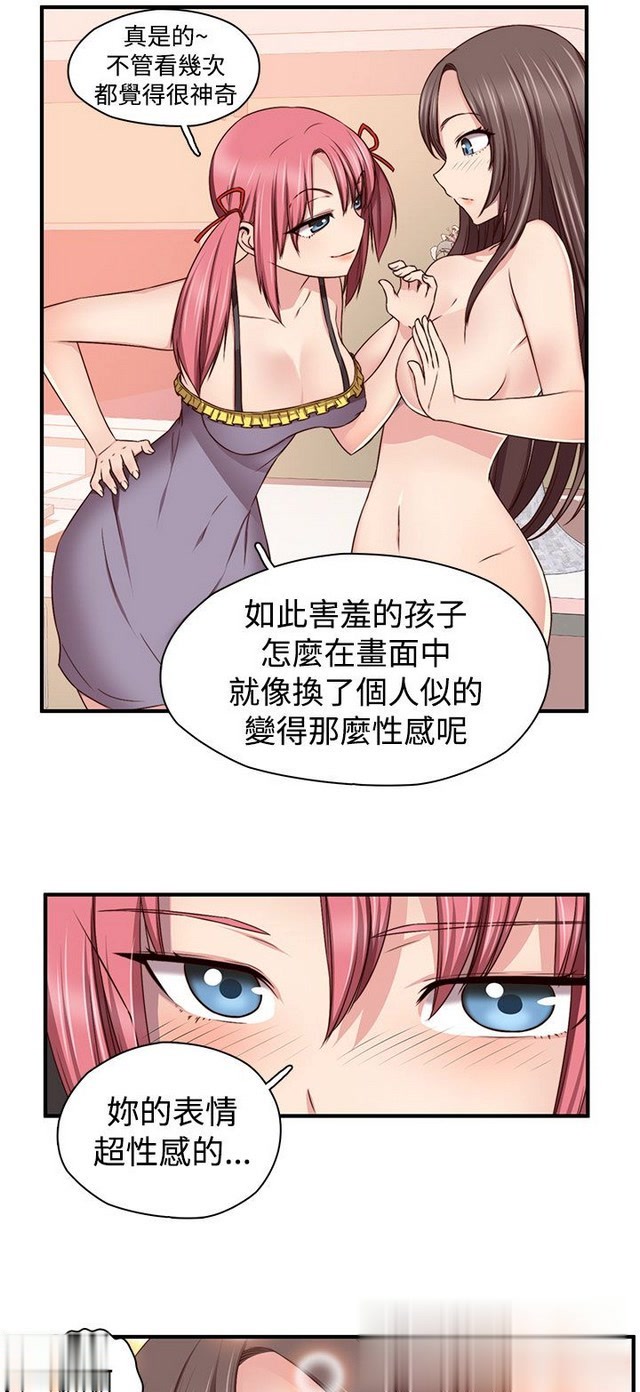 真是的~
不管看幾次
都覺得很神奇
如此害羞的孩子
怎麼在畫面中
就像換了個人似的
變得那麼性感呢
妳的表情
超性感的...